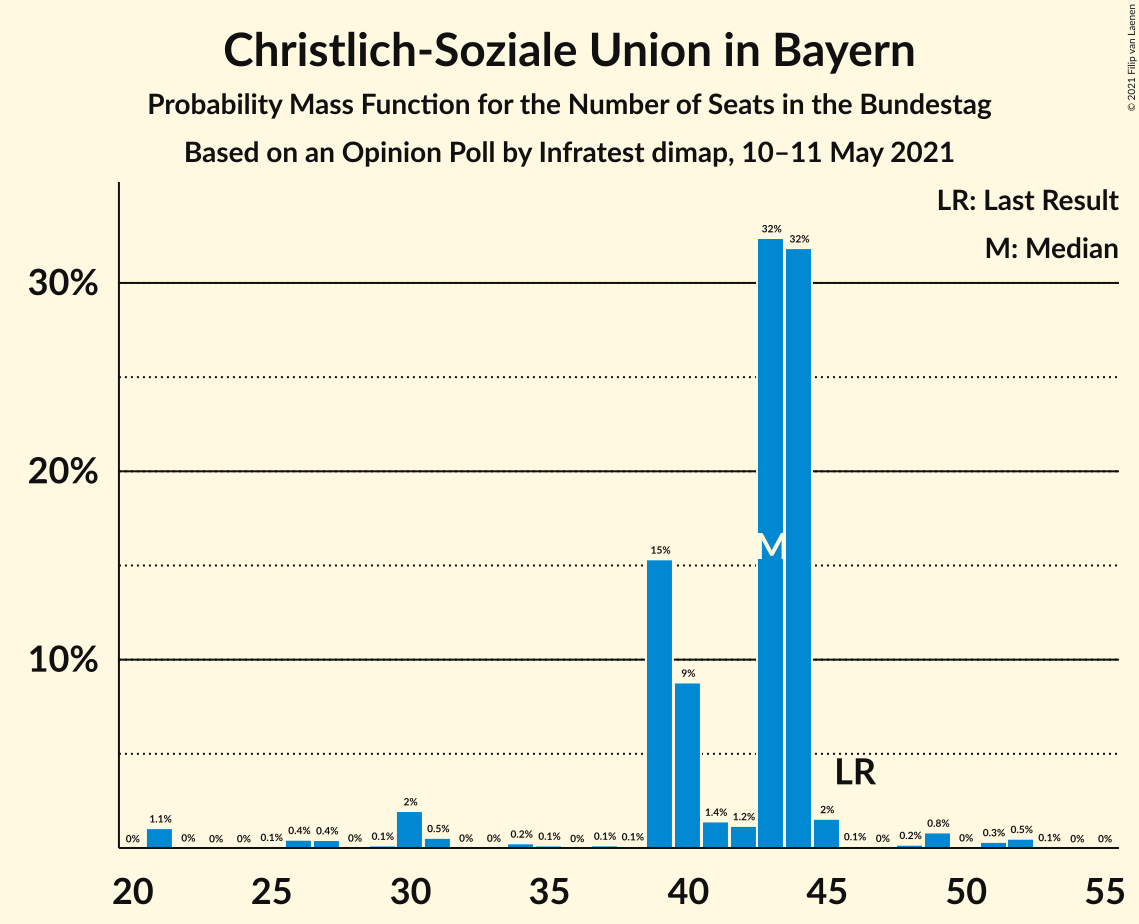 Christlich-Soziale Union in Bayern
Probability Mass Function for the Number of Seats in the Bundestag
Based on an Opinion Poll by Infratest dimap, 10–11 May 2021
© 2021 Filip van Laenen
LR: Last Result
M: Median
30%
20%
10%
0% 1.1% 0% 0% 0% 0.1% 0.4% 0.4% 0% 0.1% 2% 0.5% 0% 0% 0.2% 0.1% 0% 0.1% 0.1% 15% 9% 1.4% 1.2% 32% 32% 2% 0.1% 0% 0.2% 0.8% 0% 0.3% 0.5% 0.1% 0% 0%
M
LR
20 25 30 35 40 45 50 55